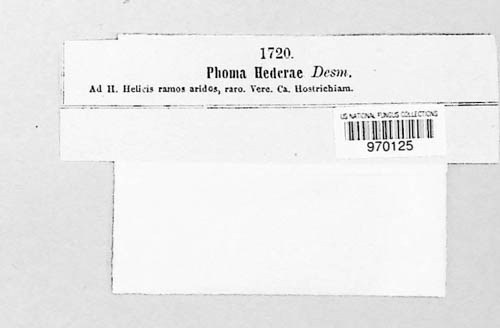 1720.
Phoma Hederae Desm.
Ad H. Helicis ramos aridos, raro. Vere. Ca. Hostrichiam.
US NATIONAL FUNGUS COLLECTIONS
970125